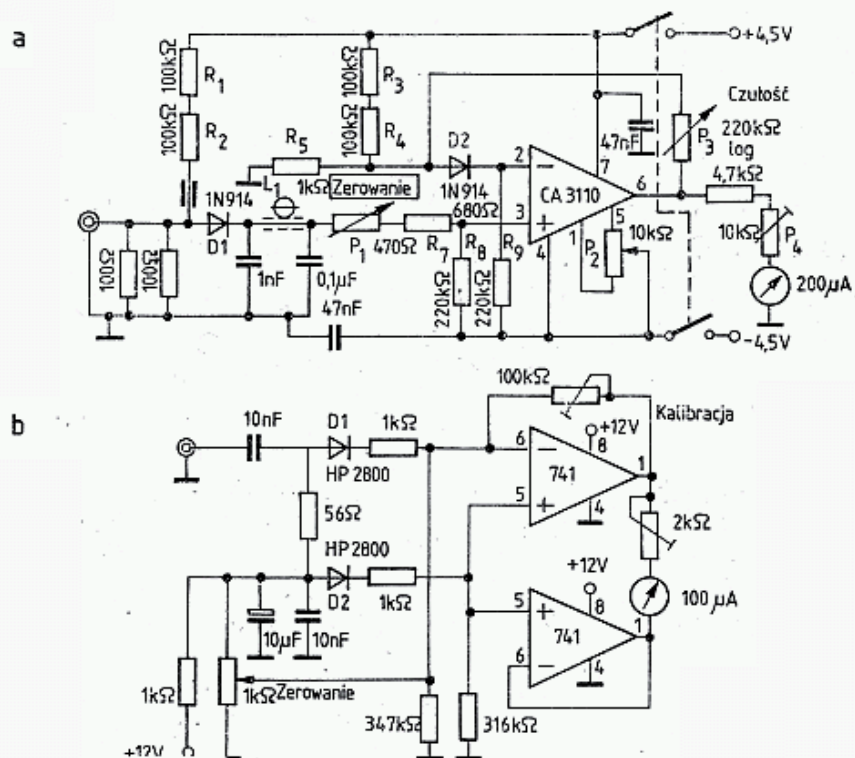 a
100kΩ R1
100kΩ R2
100kΩ R3
100kΩ R4
+4,5V
Czułość
P3 220kΩ log
47nF
R5
1kΩ
Zerowanie
D2
1N914
680Ω
2
3
7
6
CA 3110
4
1
5
4,7kΩ
10kΩ P4
200µA
L1
1N914
D1
P1
470Ω
R7
R8
R9
P2 10kΩ
100Ω
100Ω
1nF
0,1µF
47nF
220kΩ
220kΩ
-4,5V
b
10nF
D1
HP 2800
1kΩ
100kΩ
Kalibracja
+12V
6
8
1
741
5
4
56Ω
2kΩ
HP 2800
D2
1kΩ
+12V
100µA
5
8
1
741
6
4
10µF
10nF
1kΩ
1kΩ
Zerowanie
347kΩ
316kΩ
+12V